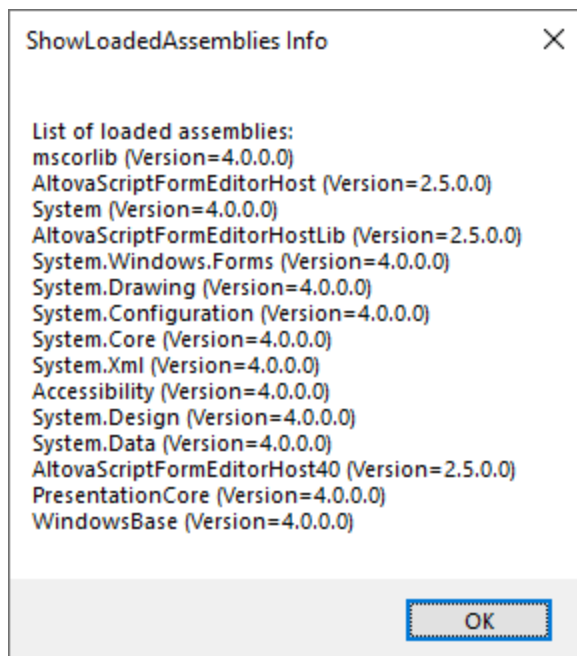 ShowLoadedAssemblies Info
List of loaded assemblies:
mscorlib (Version=4.0.0.0)
AltovaScriptFormEditorHost (Version=2.5.0.0)
System (Version=4.0.0.0)
AltovaScriptFormEditorHostLib (Version=2.5.0.0)
System.Windows.Forms (Version=4.0.0.0)
System.Drawing (Version=4.0.0.0)
System.Configuration (Version=4.0.0.0)
System.Core (Version=4.0.0.0)
System.Xml (Version=4.0.0.0)
Accessibility (Version=4.0.0.0)
System.Design (Version=4.0.0.0)
System.Data (Version=4.0.0.0)
AltovaScriptFormEditorHost40 (Version=2.5.0.0)
PresentationCore (Version=4.0.0.0)
WindowsBase (Version=4.0.0.0)
OK